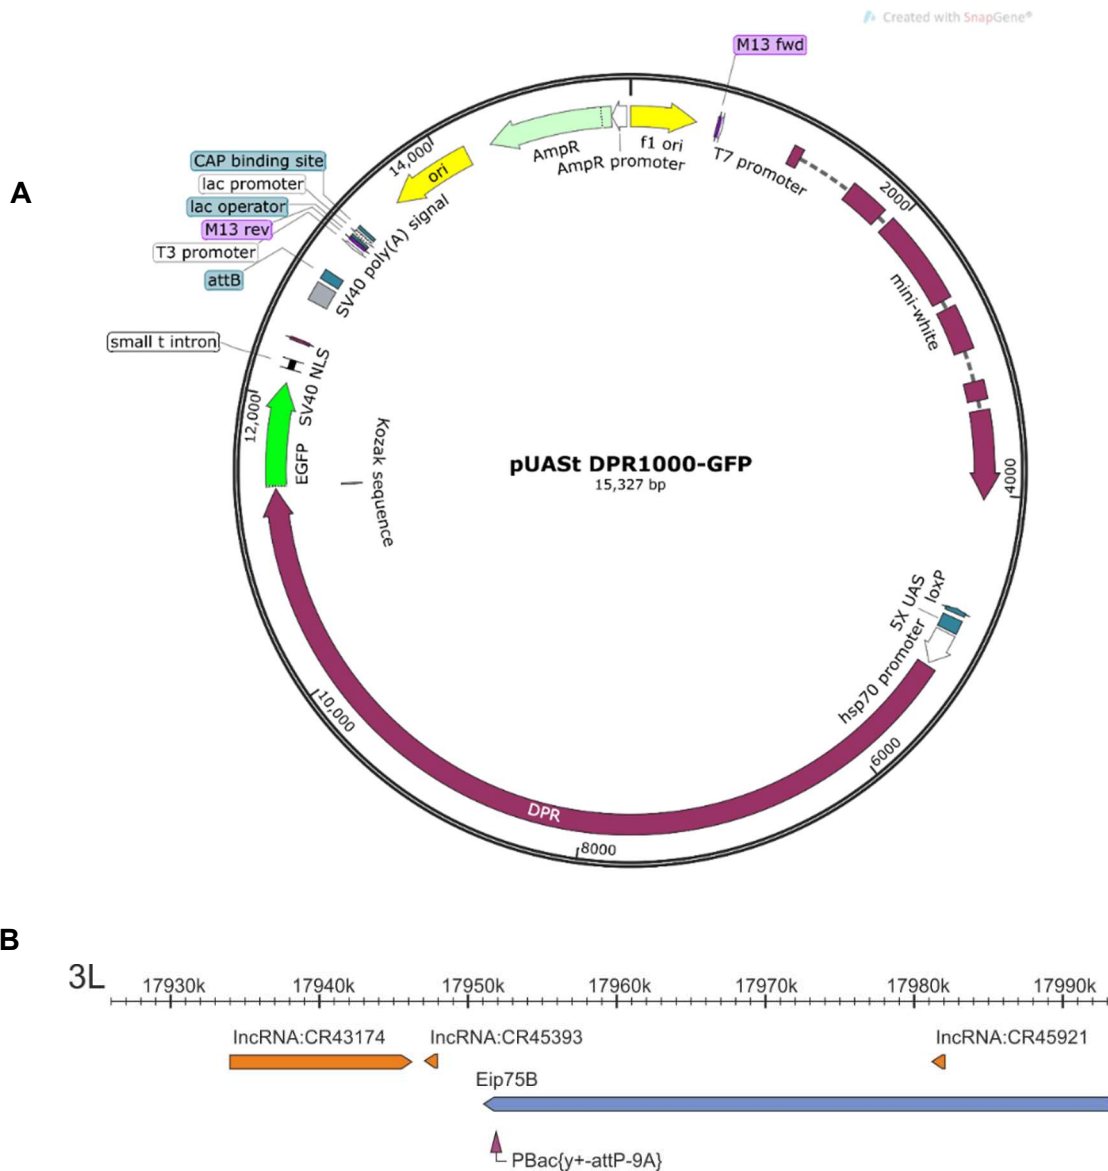 Created with SnapGene®
A
M13 fwd
CAP binding site
lac promoter
lac operator
M13 rev
T3 promoter
attB
small t intron
14,000
ori
AmpR
AmpR promoter
f1 ori
T7 promoter
2000
SV40 poly(A) signal
mini-white
SV40 NLS
12,000
EGFP
Kozak sequence
pUASt DPR1000-GFP
15,327 bp
4000
5X UAS
loxP
hsp70 promoter
10,000
6000
DPR
8000
B
3L
17930k 17940k 17950k 17960k 17970k 17980k 17990k
lncRNA:CR43174 lncRNA:CR45393 lncRNA:CR45921
Eip75B
PBac{y+-attP-9A}